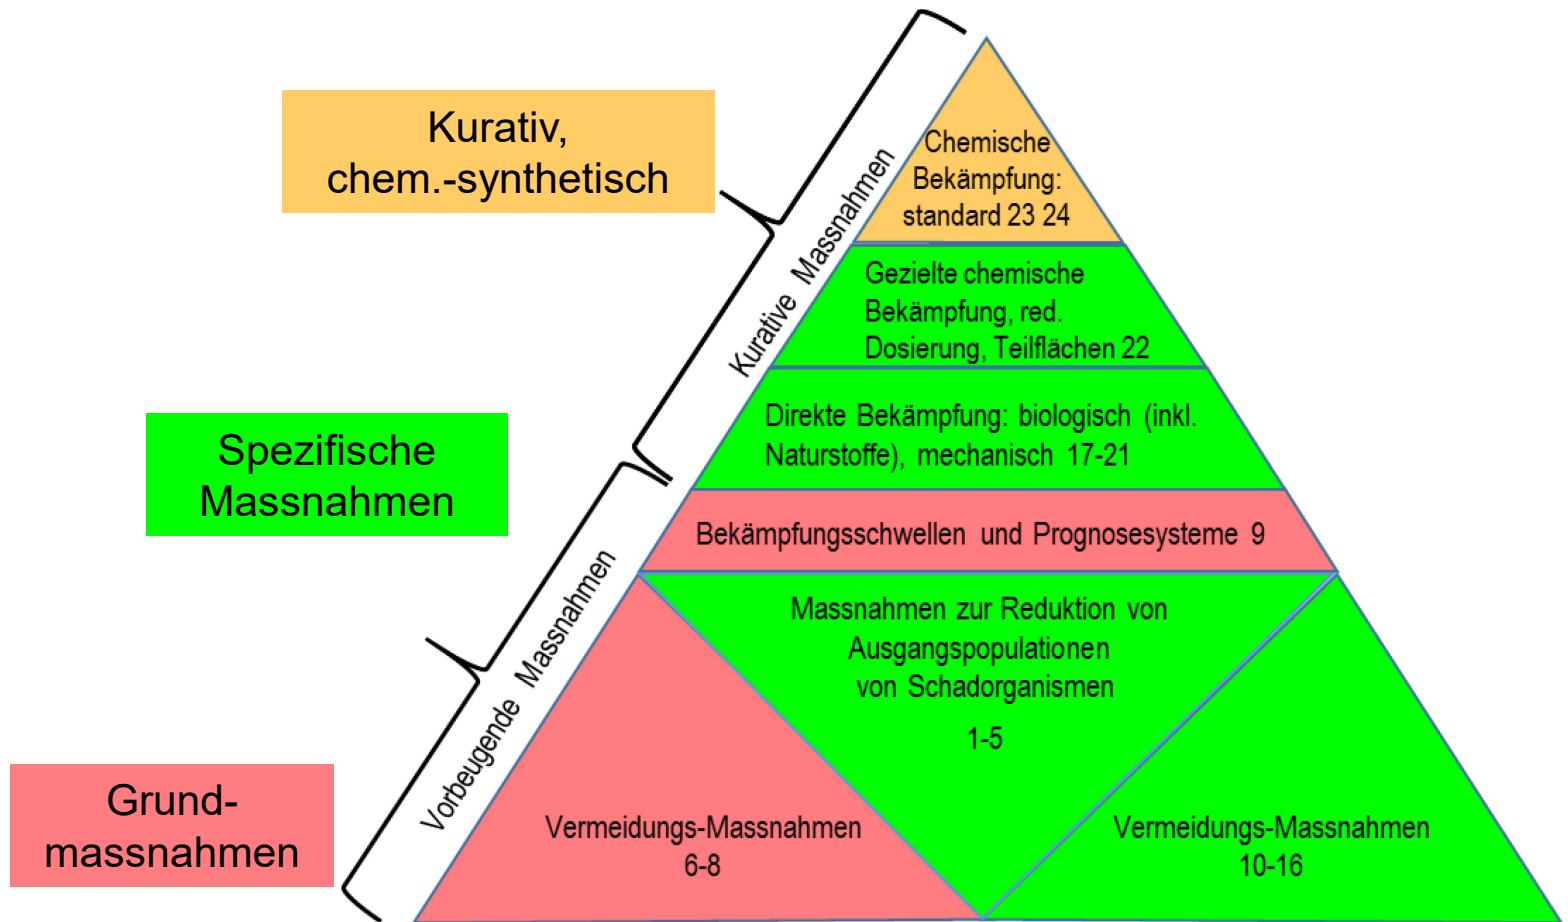 Kurativ,
chem.-synthetisch
Spezifische
Massnahmen
Grund-
massnahmen
Kurative Massnahmen
Vorbeugende Massnahmen
Chemische
Bekämpfung:
standard 23 24
Gezielte chemische
Bekämpfung, red.
Dosierung, Teilflächen 22
Direkte Bekämpfung: biologisch (inkl.
Naturstoffe), mechanisch 17-21
Bekämpfungsschwellen und Prognosesysteme 9
Massnahmen zur Reduktion von
Ausgangspopulationen
von Schadorganismen
1-5
Vermeidungs-Massnahmen
6-8
Vermeidungs-Massnahmen
10-16